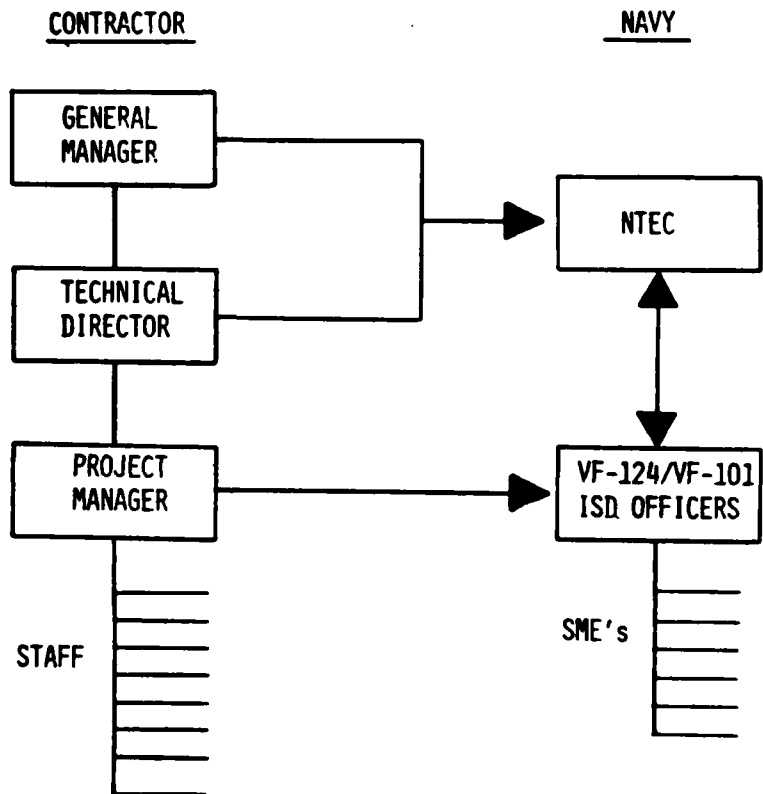 CONTRACTOR
NAVY
GENERAL
MANAGER
NTEC
TECHNICAL
DIRECTOR
PROJECT
MANAGER
VF-124/VF-101
ISD OFFICERS
STAFF
SME's